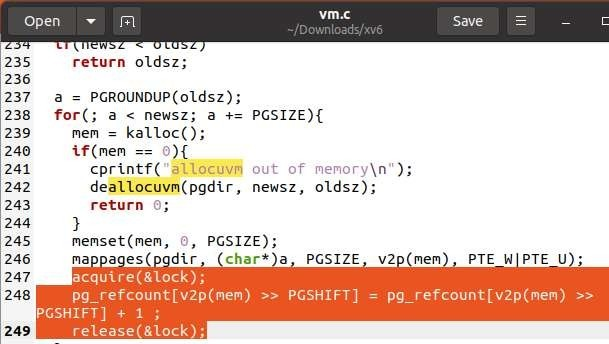 Open
vm.c
~/Downloads/xv6
Save
234 if(newsz < oldsz)
235 return oldsz;
236
237 a = PGROUNDUP(oldsz);
238 for(; a < newsz; a += PGSIZE){
239 mem = kalloc();
240 if(mem == 0){
241 cprintf("allocuvm out of memory\n");
242 deallocuvm(pgdir, newsz, oldsz);
243 return 0;
244 }
245 memset(mem, 0, PGSIZE);
246 mappages(pgdir, (char*)a, PGSIZE, v2p(mem), PTE_W|PTE_U);
247 acquire(&lock);
248 pg_refcount[v2p(mem) >> PGSHIFT] = pg_refcount[v2p(mem) >>
PGSHIFT] + 1 ;
249 release(&lock);